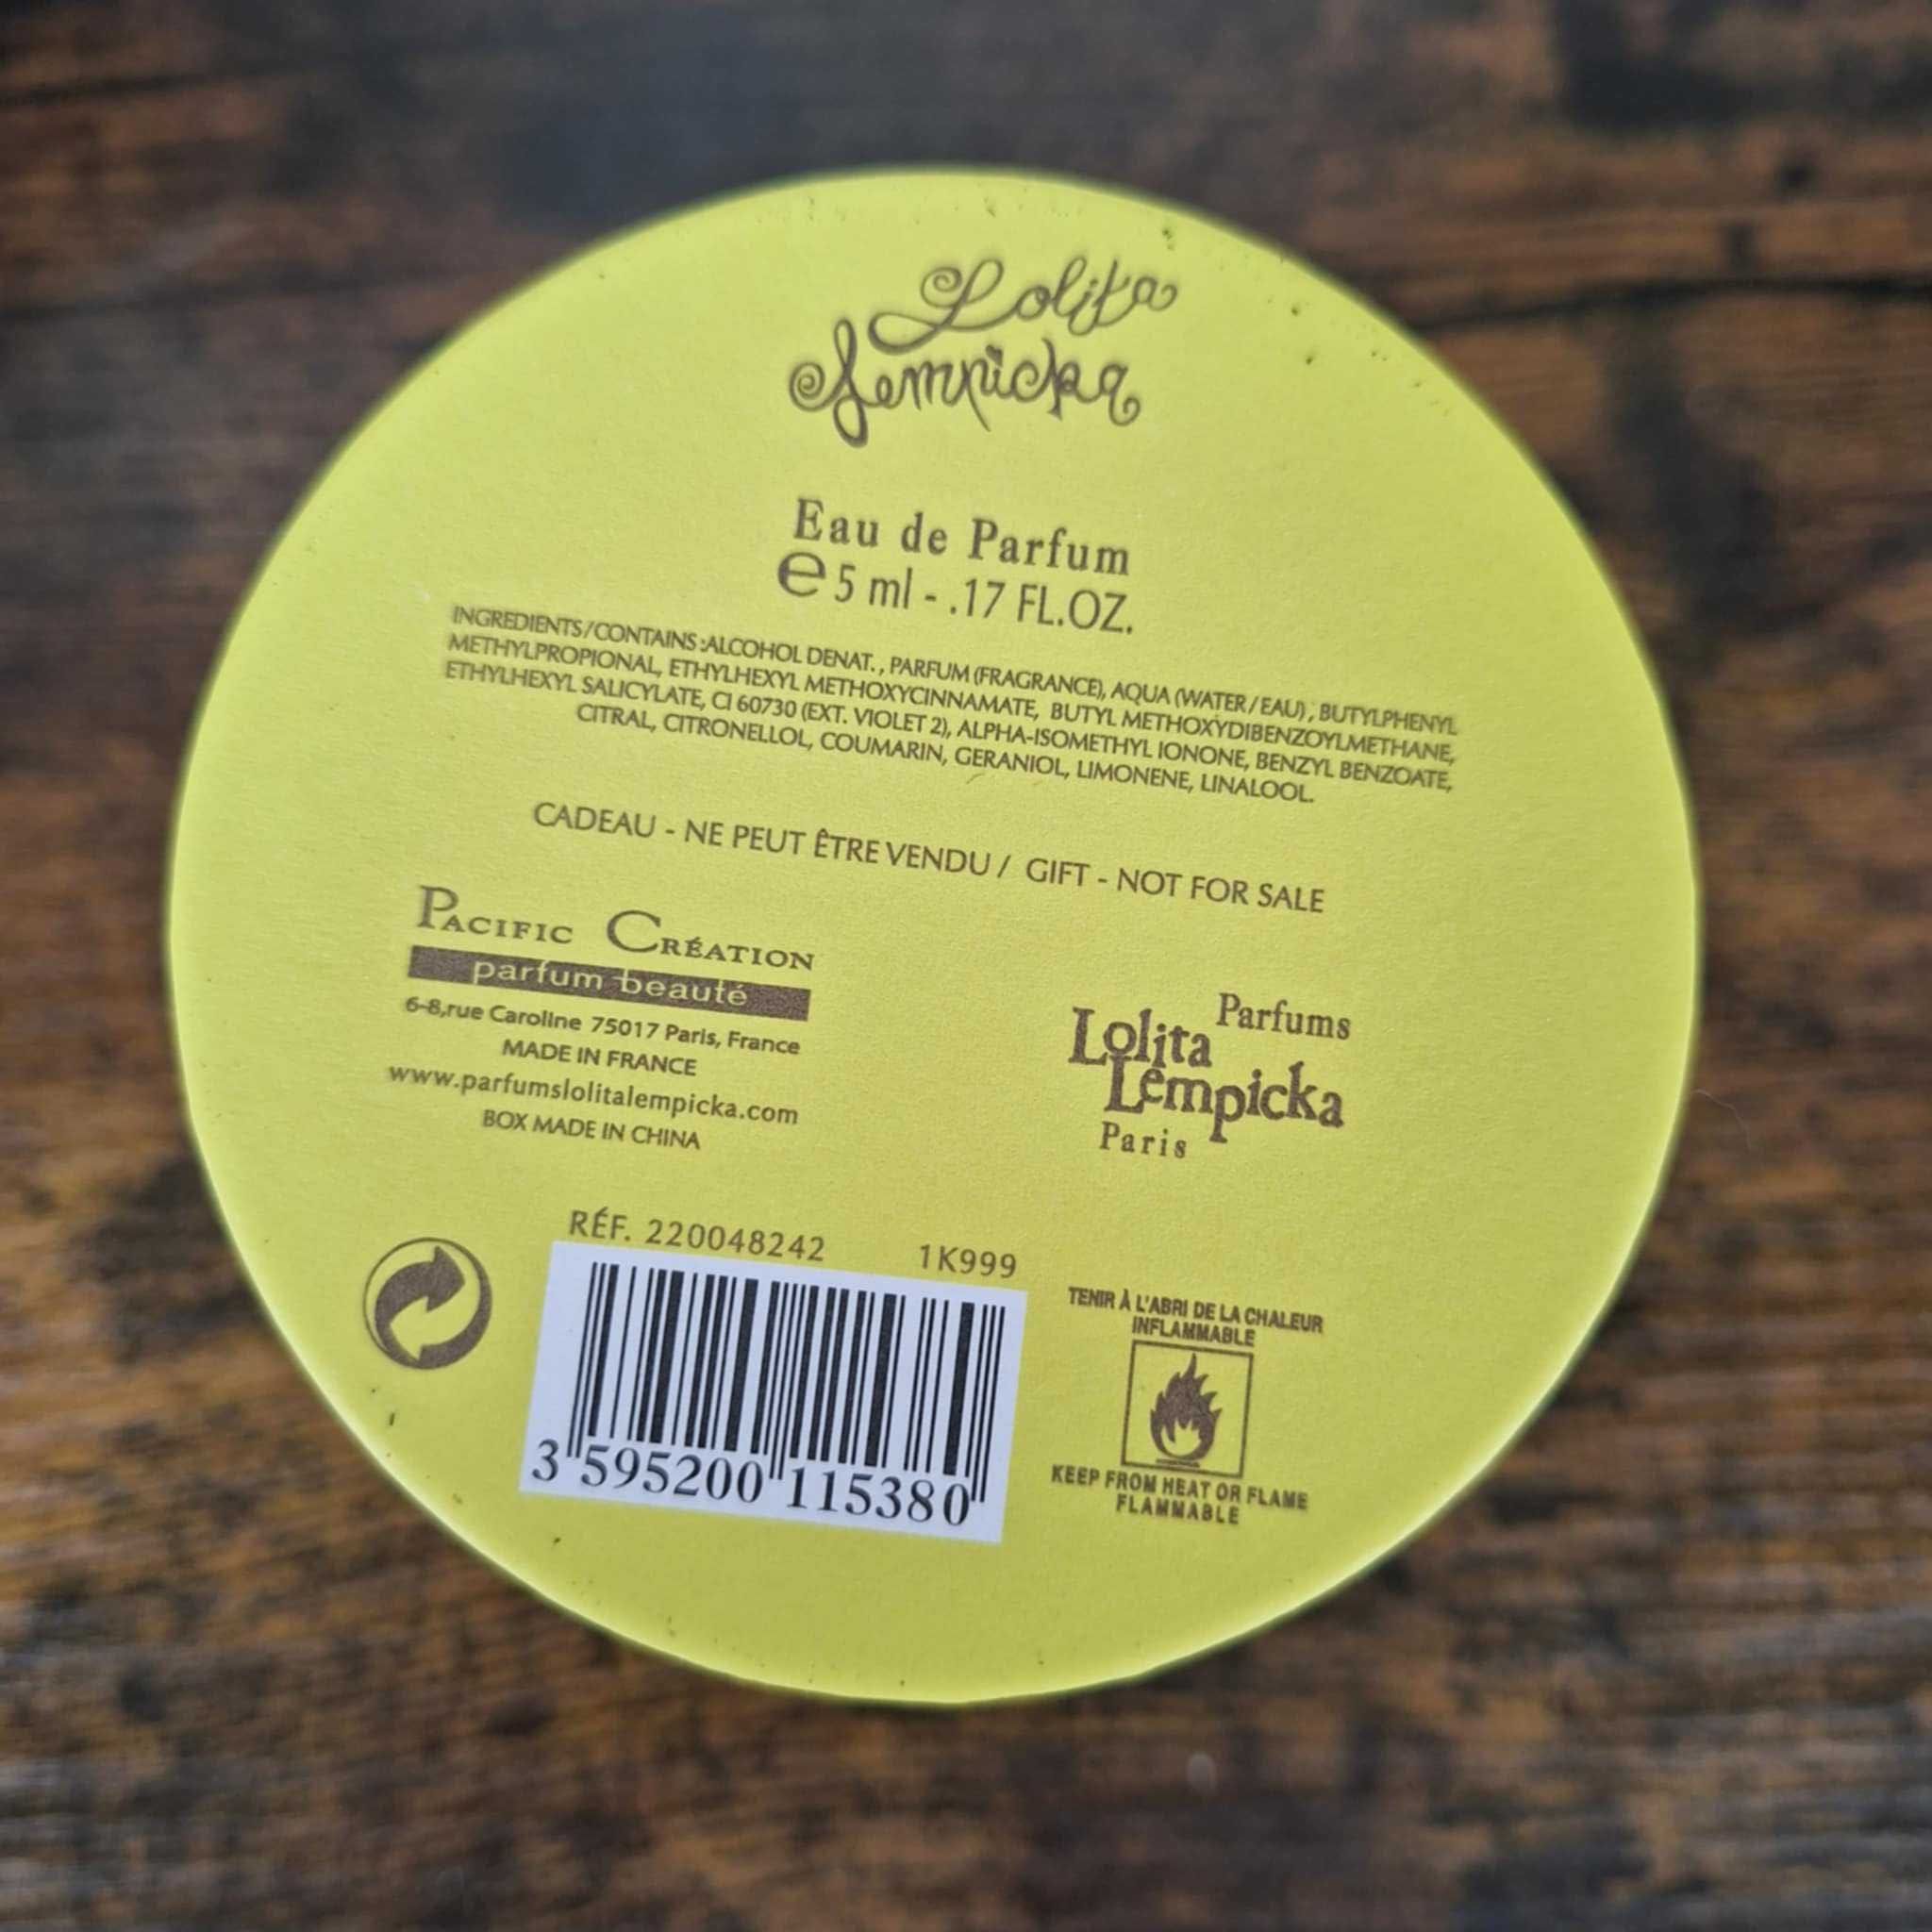 Lolita
Lempicka
Eau de Parfum
℮ 5 ml - .17 FL.OZ.
INGREDIENTS/CONTAINS :ALCOHOL DENAT. , PARFUM (FRAGRANCE), AQUA (WATER/EAU) , BUTYLPHENYL
METHYLPROPIONAL, ETHYLHEXYL METHOXYCINNAMATE, BUTYL METHOXYDIBENZOYLMETHANE,
ETHYLHEXYL SALICYLATE, CI 60730 (EXT. VIOLET 2), ALPHA-ISOMETHYL IONONE, BENZYL BENZOATE,
CITRAL, CITRONELLOL, COUMARIN, GERANIOL, LIMONENE, LINALOOL.
CADEAU - NE PEUT ÊTRE VENDU / GIFT - NOT FOR SALE
PACIFIC CRÉATION
parfum beauté
6-8,rue Caroline 75017 Paris, France
MADE IN FRANCE
www.parfumslolitalempicka.com
BOX MADE IN CHINA
Parfums
Lolita
Lempicka
Paris
RÉF. 220048242 1K999
3 595200 115380
TENIR À L'ABRI DE LA CHALEUR
INFLAMMABLE
KEEP FROM HEAT OR FLAME
FLAMMABLE